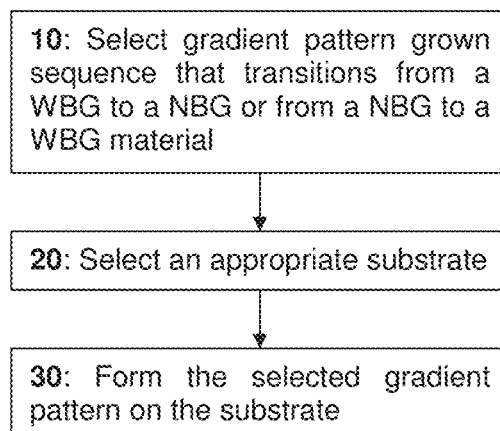 10: Select gradient pattern grown
sequence that transitions from a
WBG to a NBG or from a NBG to a
WBG material
20: Select an appropriate substrate
30: Form the selected gradient
pattern on the substrate